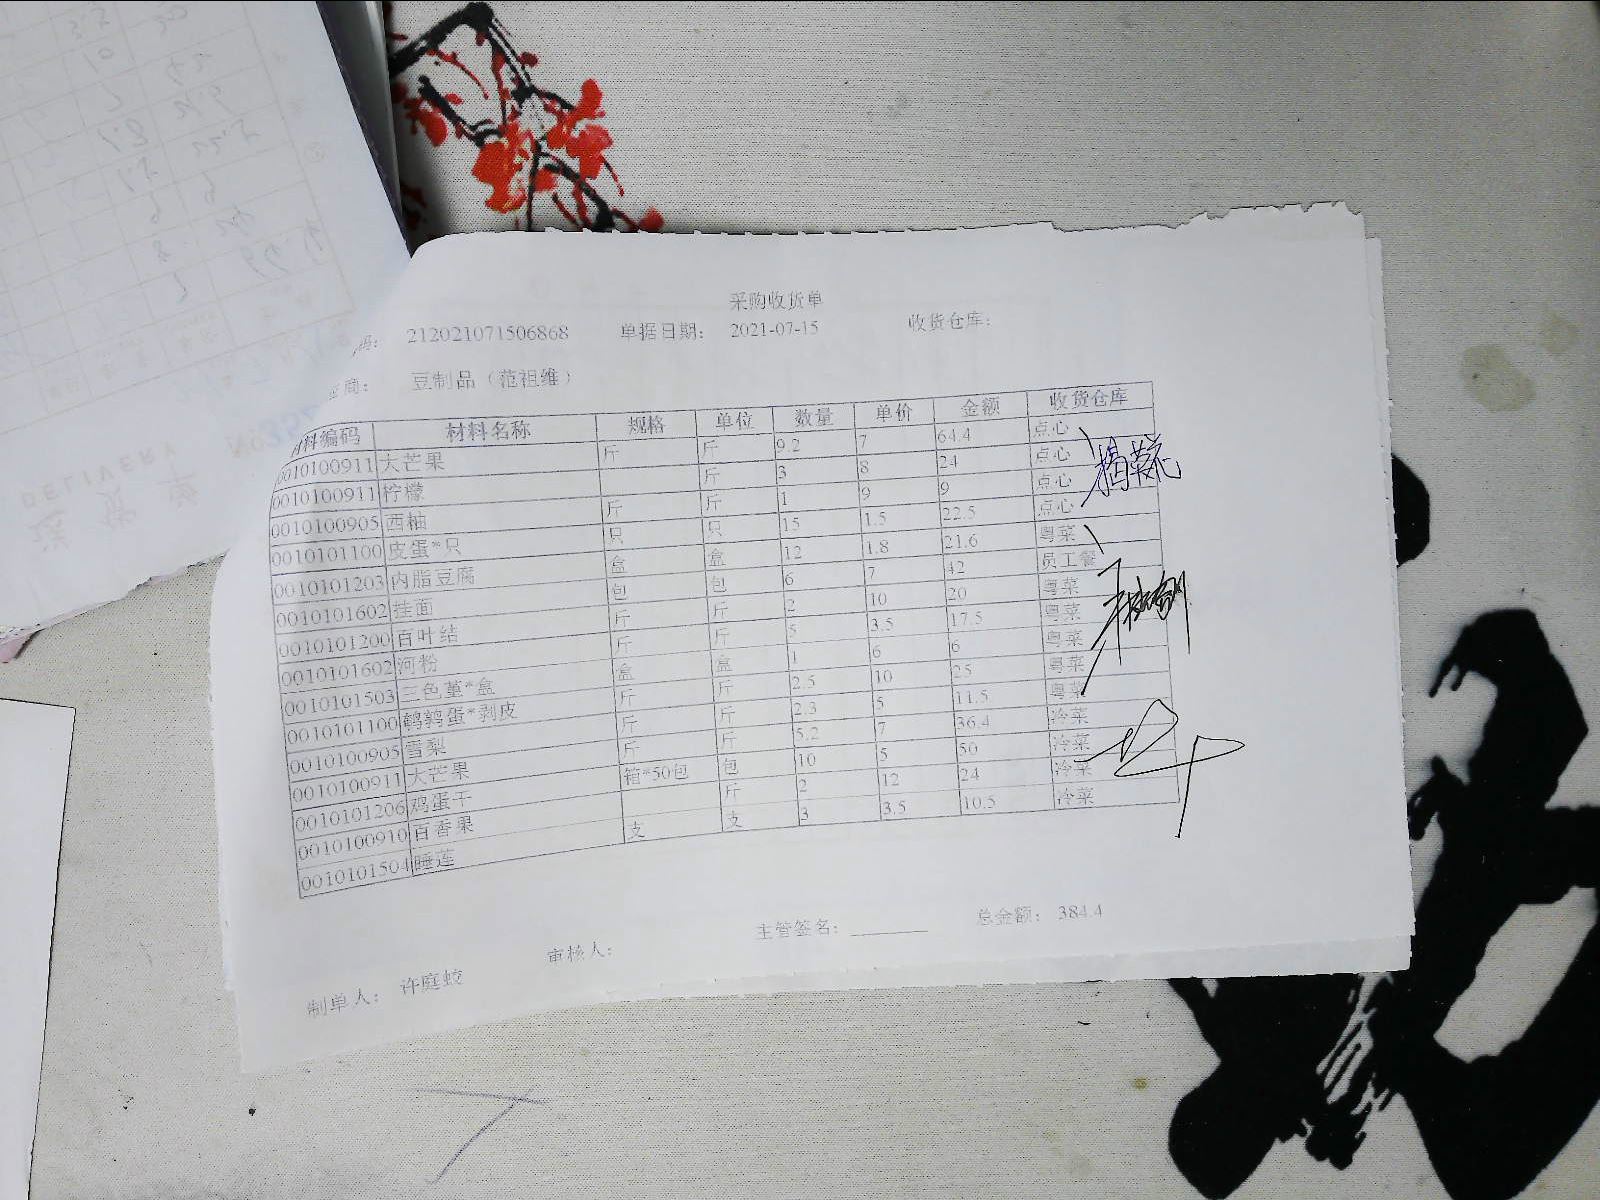 采购收货单
码： 212021071506868 单据日期： 2021-07-15 收货仓库：
商： 豆制品（范祖维）
材料编码 材料名称 规格 单位 数量 单价 金额 收货仓库
0010100911 大芒果 斤 斤 9.2 7 64.4 点心
0010100911 柠檬 斤 3 8 24 点心
0010100905 西柚 斤 斤 1 9 9 点心
0010101100 皮蛋*只 只 只 15 1.5 22.5 点心
0010101203 内脂豆腐 盒 盒 12 1.8 21.6 粤菜
0010101602 挂面 包 包 6 7 42 员工餐
0010101200 百叶结 斤 斤 2 10 20 粤菜
0010101602 河粉 斤 斤 5 3.5 17.5 粤菜
0010101503 三色堇*盒 盒 盒 1 6 6 粤菜
0010101100 鹌鹑蛋*剥皮 斤 斤 2.5 10 25 粤菜
0010100905 雪梨 斤 斤 2.3 5 11.5 粤菜
0010100911 大芒果 斤 斤 5.2 7 36.4 冷菜
0010101206 鸡蛋干 箱*50包 包 10 5 50 冷菜
0010100910 百香果 斤 2 12 24 冷菜
0010101504 睡莲 支 支 3 3.5 10.5 冷菜
制单人： 许庭蛟 审核人： 主管签名：________ 总金额： 384.4